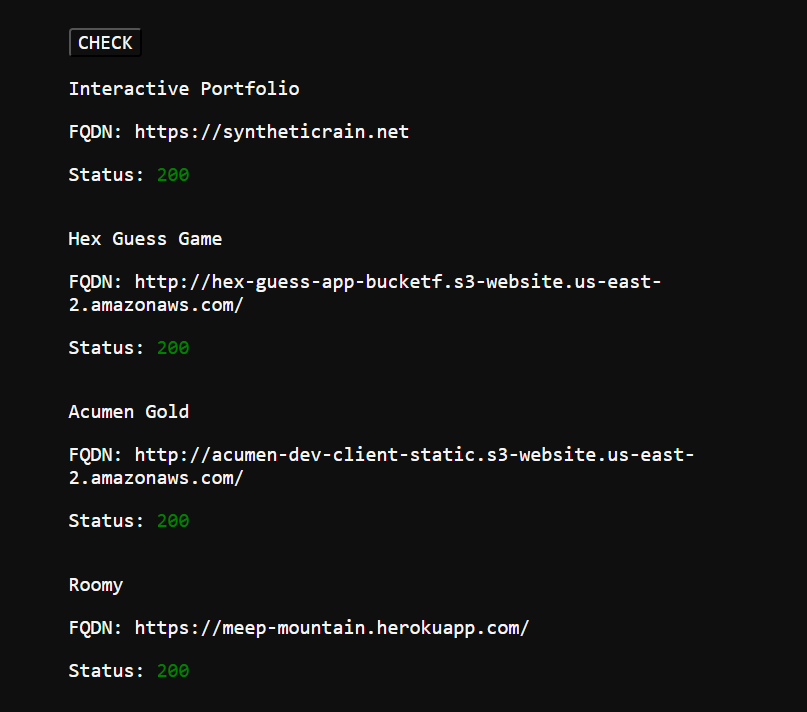 CHECK
Interactive Portfolio
FQDN: https://syntheticrain.net
Status: 200
Hex Guess Game
FQDN: http://hex-guess-app-bucketf.s3-website.us-east-
2.amazonaws.com/
Status: 200
Acumen Gold
FQDN: http://acumen-dev-client-static.s3-website.us-east-
2.amazonaws.com/
Status: 200
Roomy
FQDN: https://meep-mountain.herokuapp.com/
Status: 200